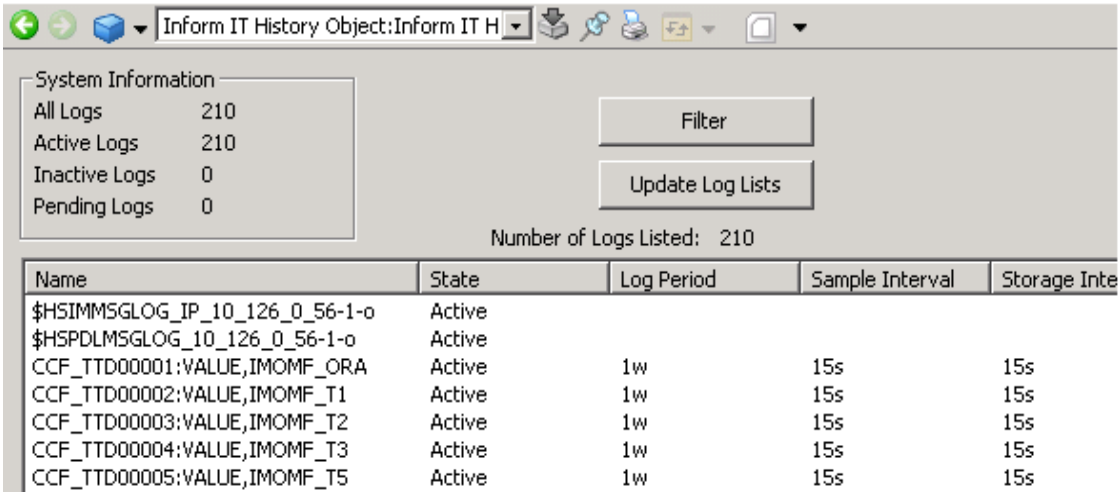 Inform IT History Object:Inform IT H
System Information
All Logs 210
Active Logs 210
Inactive Logs 0
Pending Logs 0
Filter
Update Log Lists
Number of Logs Listed: 210
Name State Log Period Sample Interval Storage Inte
$HSIMMSGLOG_IP_10_126_0_56-1-o Active
$HSPDLMSGLOG_10_126_0_56-1-o Active
CCF_TTD00001:VALUE,IMOMF_ORA Active 1w 15s 15s
CCF_TTD00002:VALUE,IMOMF_T1 Active 1w 15s 15s
CCF_TTD00003:VALUE,IMOMF_T2 Active 1w 15s 15s
CCF_TTD00004:VALUE,IMOMF_T3 Active 1w 15s 15s
CCF_TTD00005:VALUE,IMOMF_T5 Active 1w 15s 15s